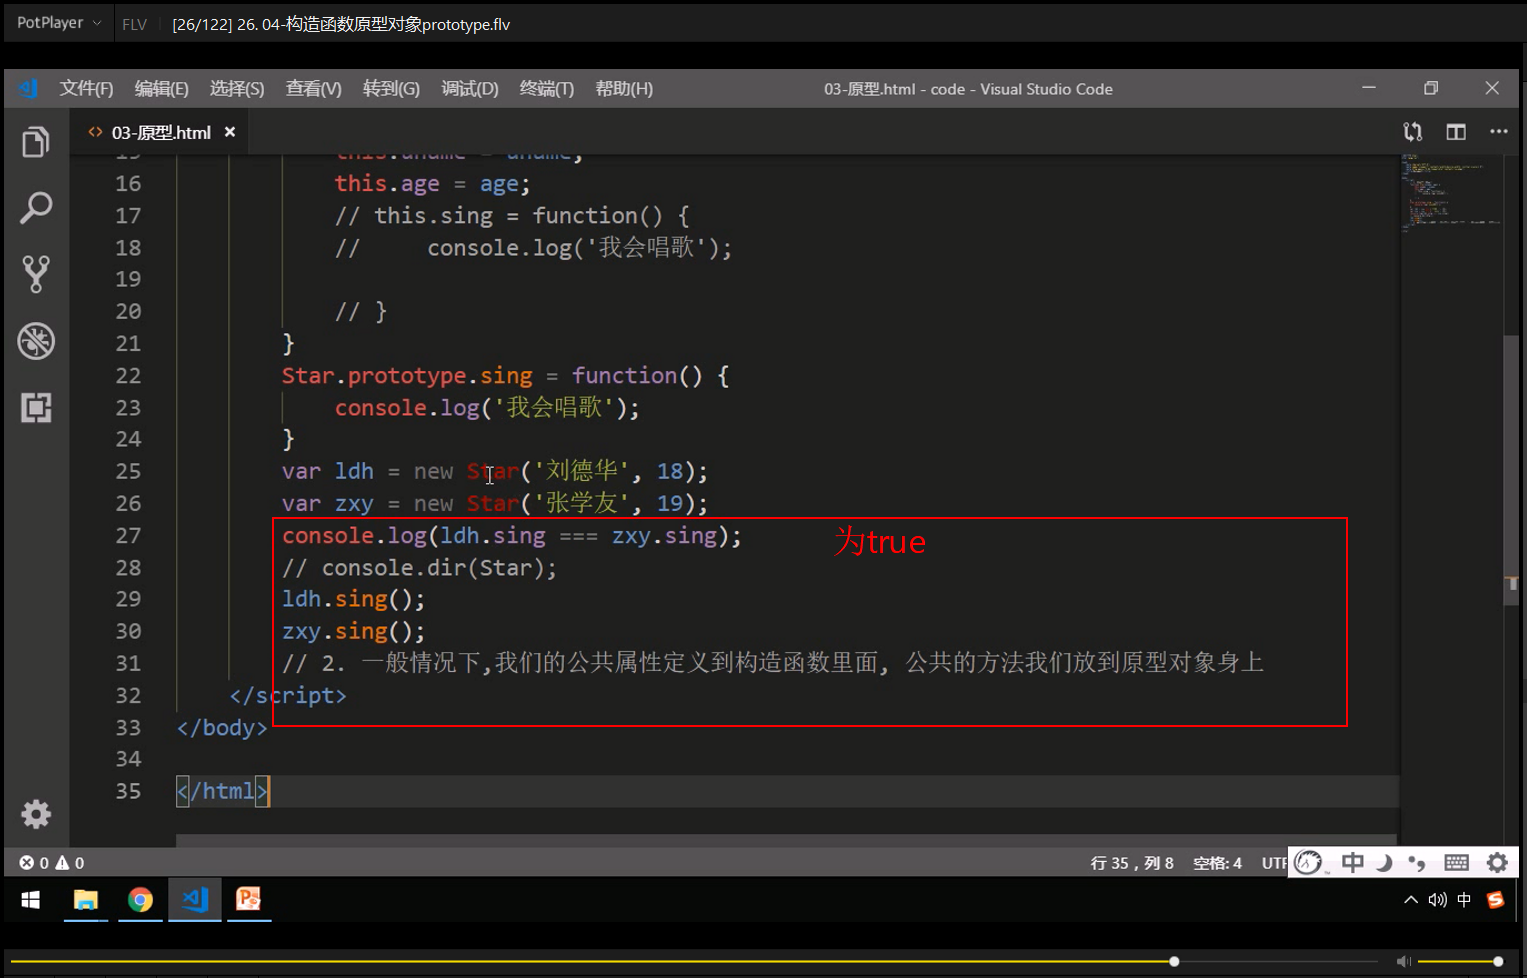 PotPlayer FLV [26/122] 26. 04-构造函数原型对象prototype.flv
文件(F) 编辑(E) 选择(S) 查看(V) 转到(G) 调试(D) 终端(T) 帮助(H) 03-原型.html - code - Visual Studio Code
<> 03-原型.html ×
15 this.uname = uname;
16 this.age = age;
17 // this.sing = function() {
18 //     console.log('我会唱歌');
19
20 // }
21 }
22 Star.prototype.sing = function() {
23 console.log('我会唱歌');
24 }
25 var ldh = new Star('刘德华', 18);
26 var zxy = new Star('张学友', 19);
27 console.log(ldh.sing === zxy.sing); 为true
28 // console.dir(Star);
29 ldh.sing();
30 zxy.sing();
31 // 2. 一般情况下,我们的公共属性定义到构造函数里面, 公共的方法我们放到原型对象身上
32 </script>
33 </body>
34
35 </html>
0 0 行 35，列 8 空格: 4 UTF 中
中